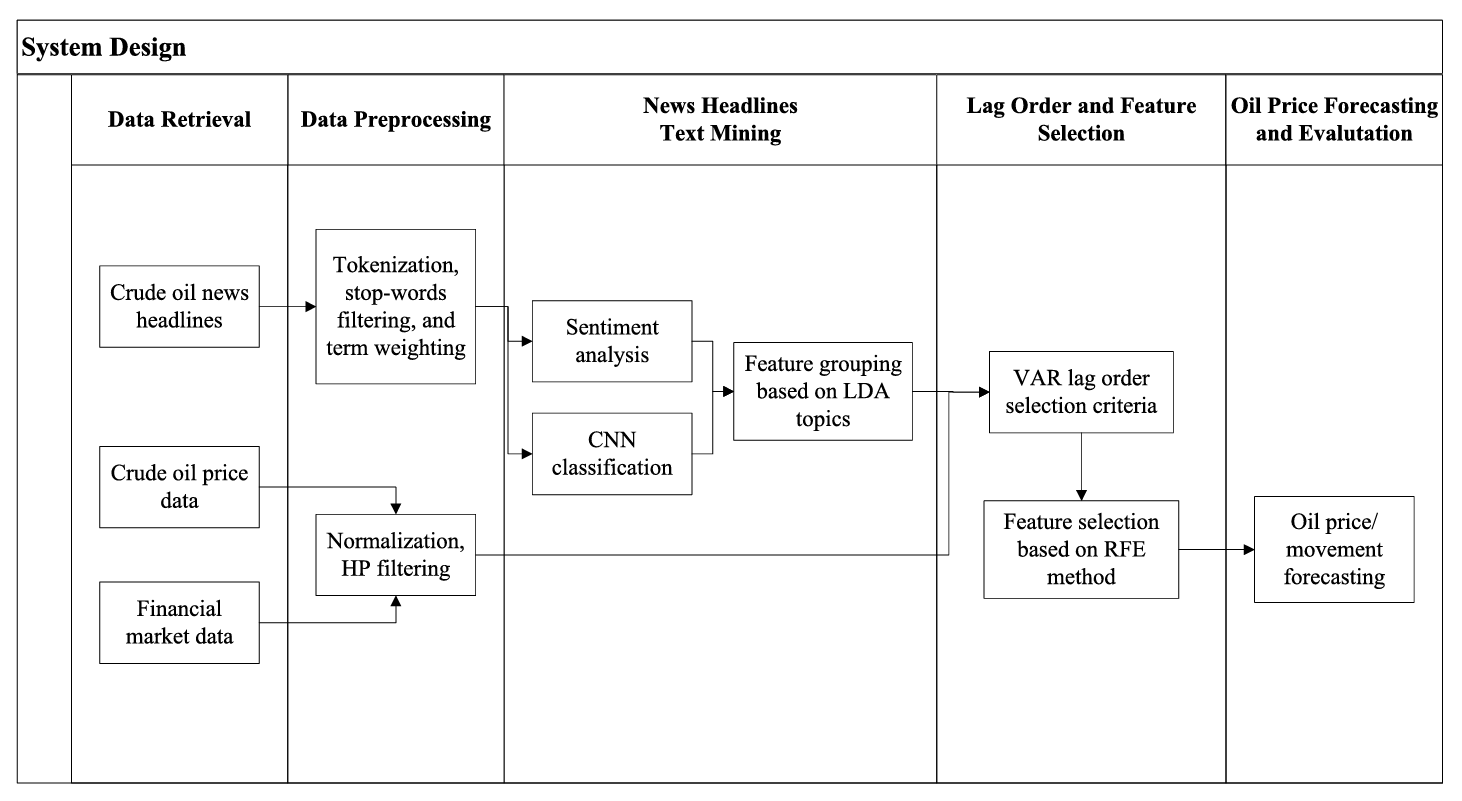 System Design
Data Retrieval
Data Preprocessing
News Headlines
Text Mining
Lag Order and Feature
Selection
Oil Price Forecasting
and Evalutation
Crude oil news
headlines
Tokenization,
stop-words
filtering, and
term weighting
Sentiment
analysis
CNN
classification
Feature grouping
based on LDA
topics
VAR lag order
selection criteria
Crude oil price
data
Normalization,
HP filtering
Financial
market data
Feature selection
based on RFE
method
Oil price/
movement
forecasting